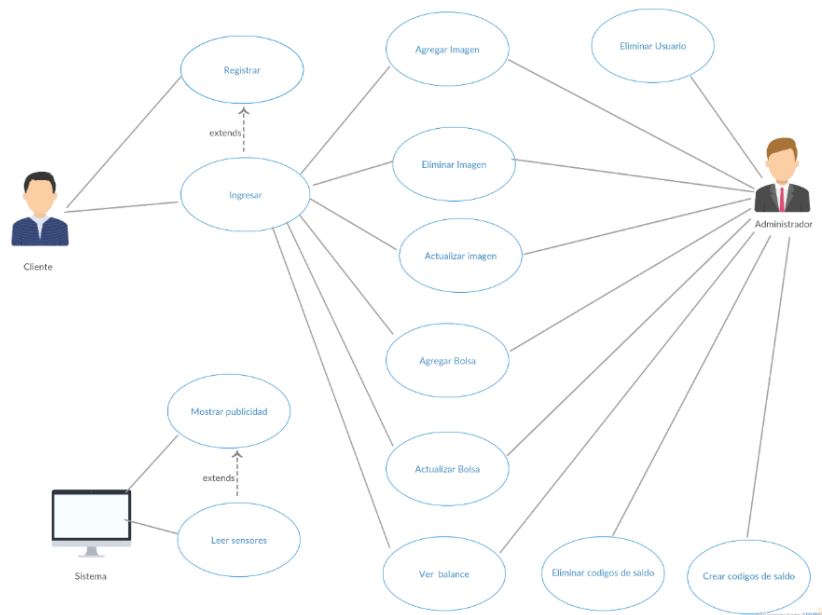 Agregar Imagen
Eliminar Usuario
Registrar
extends
Eliminar Imagen
Ingresar
Administrador
Cliente
Actualizar imagen
Agregar Bolsa
Mostrar publicidad
Actualizar Bolsa
extends
Leer sensores
Sistema
Ver balance
Eliminar codigos de saldo
Crear codigos de saldo